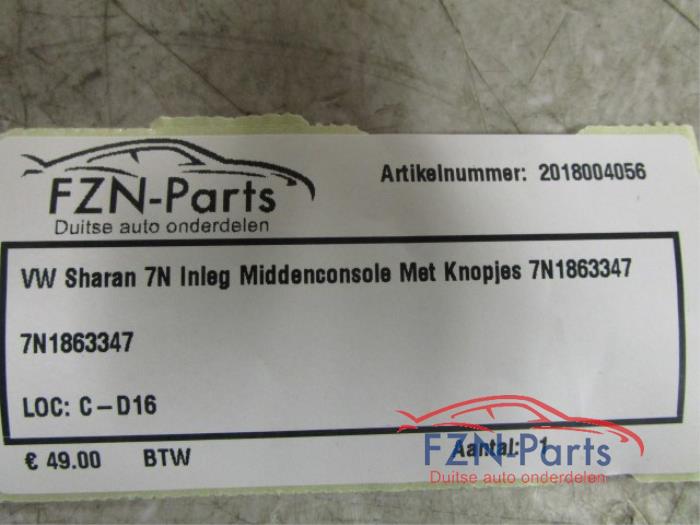 FZN-Parts
Duitse auto onderdelen
Artikelnummer: 2018004056
VW Sharan 7N Inleg Middenconsole Met Knopjes 7N1863347
7N1863347
LOC: C-D16
€ 49.00 BTW Aantal: 1
FZN-Parts
Duitse auto onderdelen